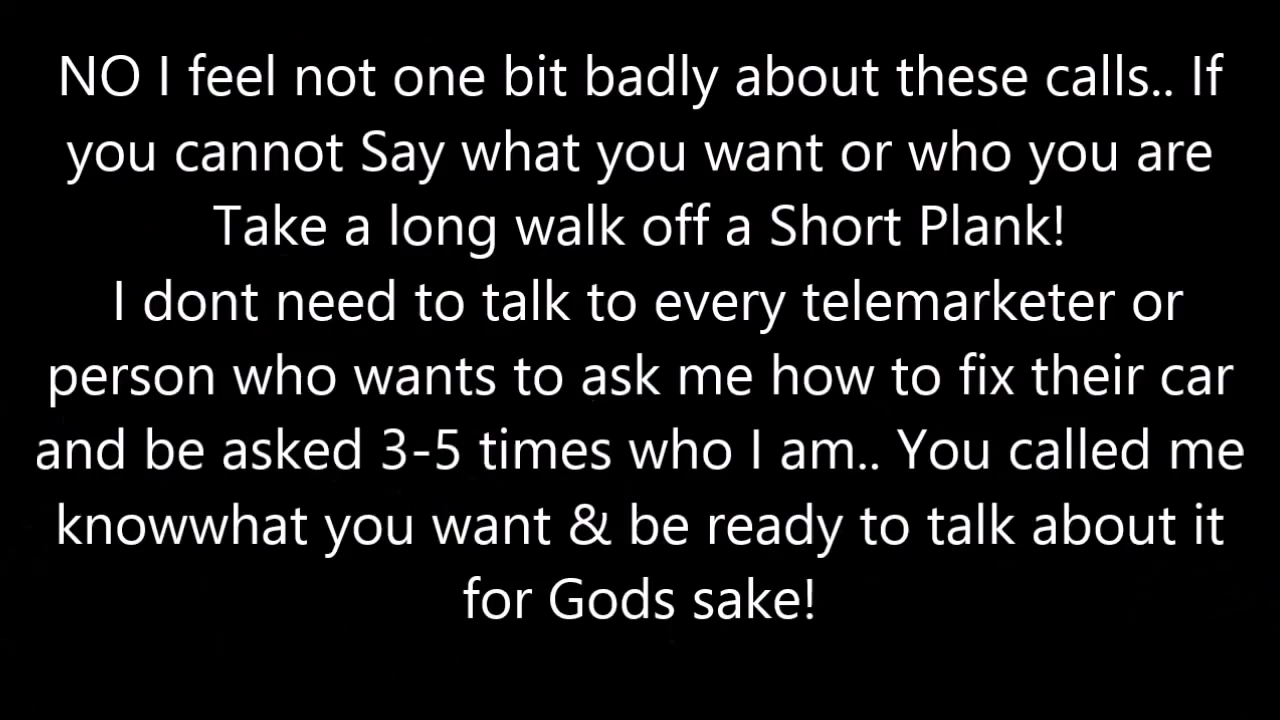 NO I feel not one bit badly about these calls.. If
you cannot Say what you want or who you are
Take a long walk off a Short Plank!
I dont need to talk to every telemarketer or
person who wants to ask me how to fix their car
and be asked 3-5 times who I am.. You called me
knowwhat you want & be ready to talk about it
for Gods sake!